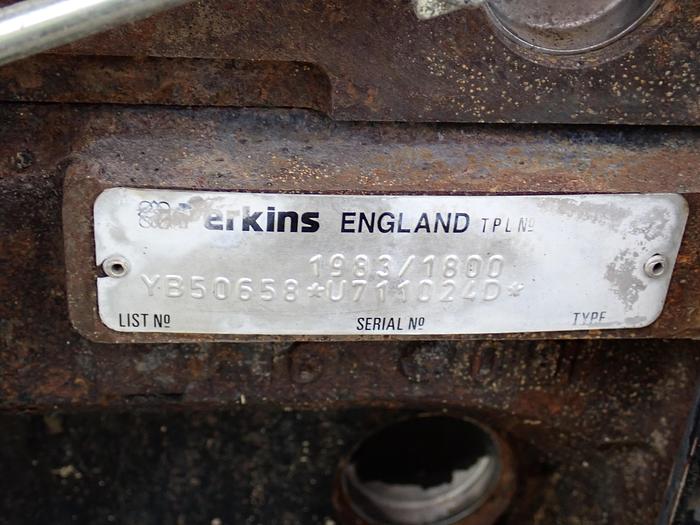 Perkins ENGLAND TPL Nº
1983/1800
YB50658*U711024D*
LIST Nº SERIAL Nº TYPE